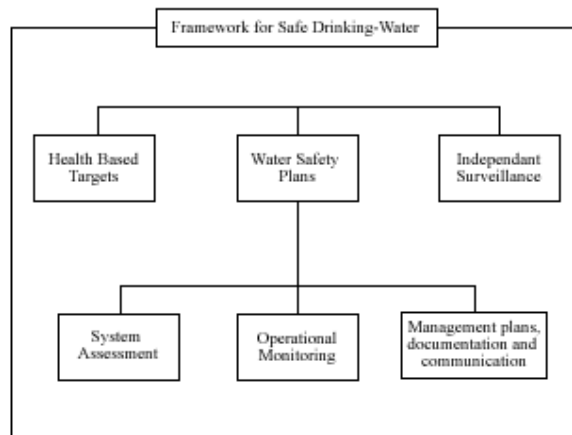 Framework for Safe Drinking-Water
Health Based
Targets
Water Safety
Plans
Independant
Surveillance
System
Assessment
Operational
Monitoring
Management plans,
documentation and
communication